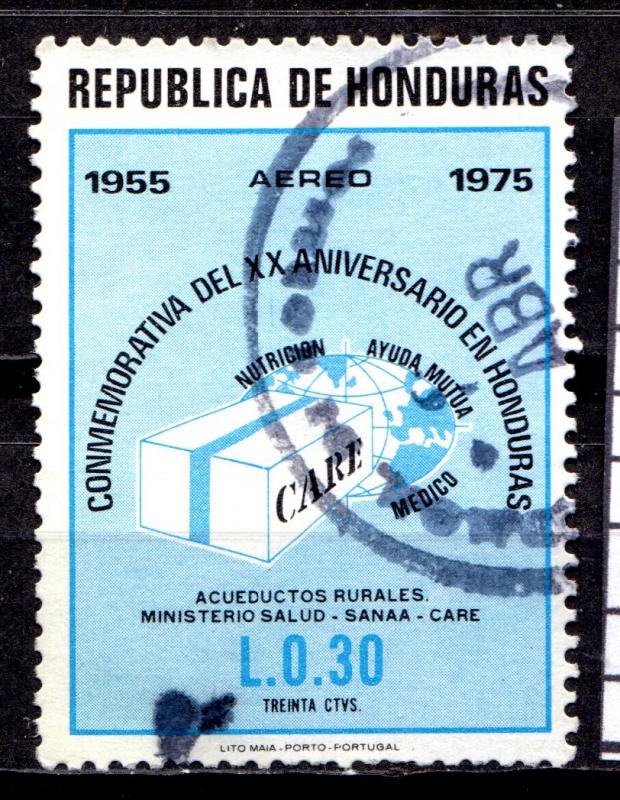 REPUBLICA DE HONDURAS
1955 AEREO 1975
CONMEMORATIVA DEL XX ANIVERSARIO EN HONDURAS
NUTRICION AYUDA MUTUA
MEDICO
CARE
ABR
ACUEDUCTOS RURALES.
MINISTERIO SALUD - SANAA - CARE
L.0.30
TREINTA CTVS.
LITO MAIA - PORTO - PORTUGAL